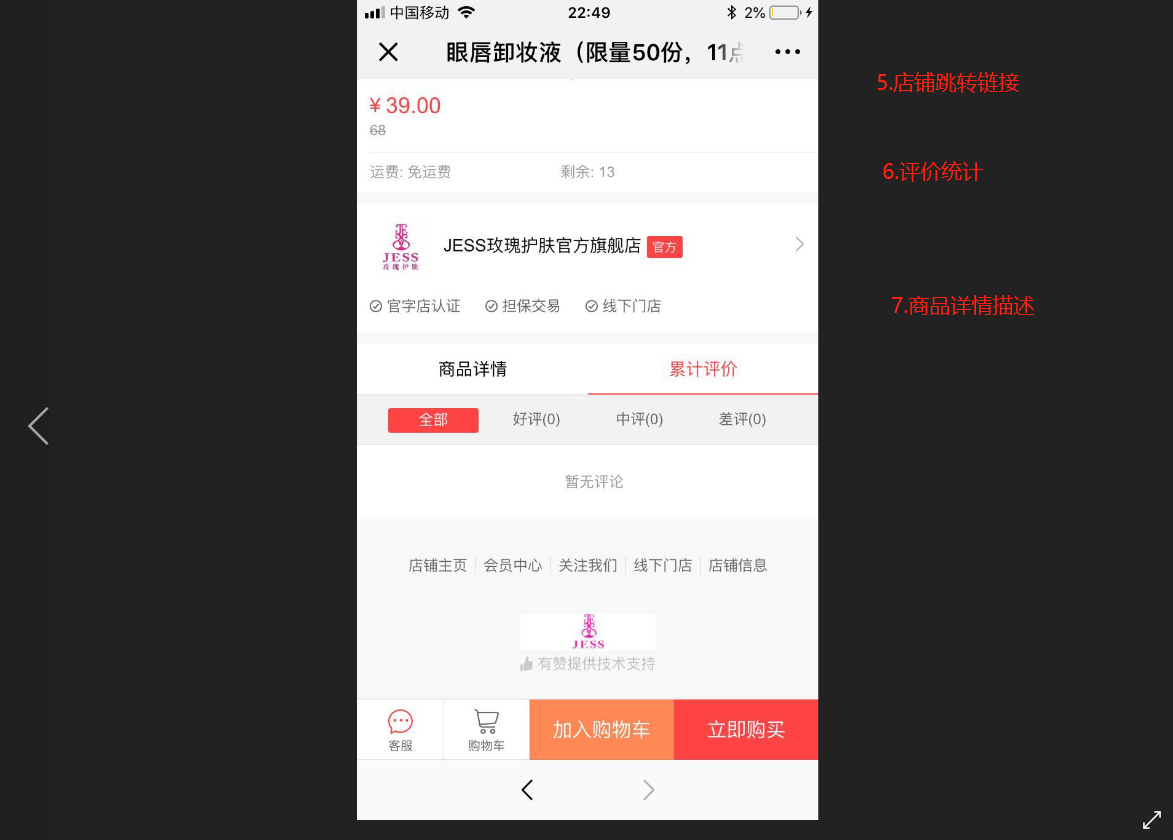 中国移动 22:49 2%
眼唇卸妆液（限量50份，11点
5.店铺跳转链接
¥ 39.00
68
运费: 免运费 剩余: 13
6.评价统计
JESS
玫瑰护肤
JESS玫瑰护肤官方旗舰店 官方
官字店认证 担保交易 线下门店
7.商品详情描述
商品详情 累计评价
全部 好评(0) 中评(0) 差评(0)
暂无评论
店铺主页 会员中心 关注我们 线下门店 店铺信息
JESS
有赞提供技术支持
客服 购物车 加入购物车 立即购买